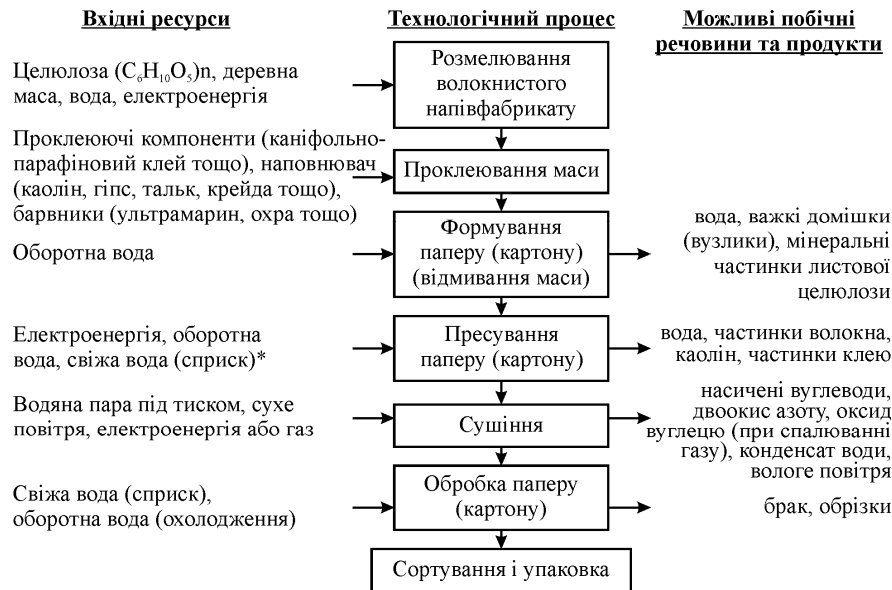 Вхідні ресурси
Технологічний процес
Можливі побічні
речовини та продукти
Целюлоза (C₆H₁₀O₅)n, деревна
маса, вода, електроенергія
Розмелювання
волокнистого
напівфабрикату
Проклеюючі компоненти (каніфольно-
парафіновий клей тощо), наповнювач
(каолін, гіпс, тальк, крейда тощо),
барвники (ультрамарин, охра тощо)
Проклеювання маси
Оборотна вода
Формування
паперу (картону)
(відмивання маси)
вода, важкі домішки
(вузлики), мінеральні
частинки листової
целюлози
Електроенергія, оборотна
вода, свіжа вода (сприск)*
Пресування
паперу (картону)
вода, частинки волокна,
каолін, частинки клею
Водяна пара під тиском, сухе
повітря, електроенергія або газ
Сушіння
насичені вуглеводи,
двоокис азоту, оксид
вуглецю (при спалюванні
газу), конденсат води,
вологе повітря
Свіжа вода (сприск),
оборотна вода (охолодження)
Обробка паперу
(картону)
брак, обрізки
Сортування і упаковка